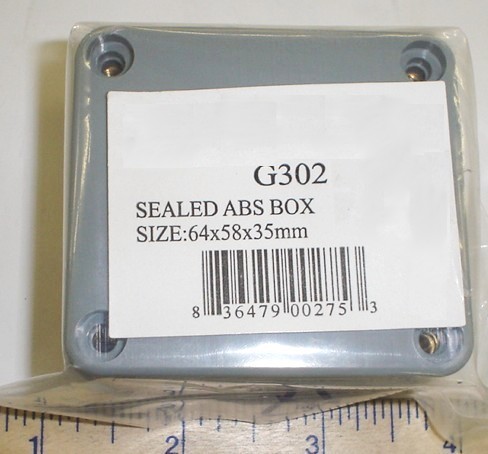 G302
SEALED ABS BOX
SIZE:64x58x35mm
8 36479 00275 3
1 2 3 4